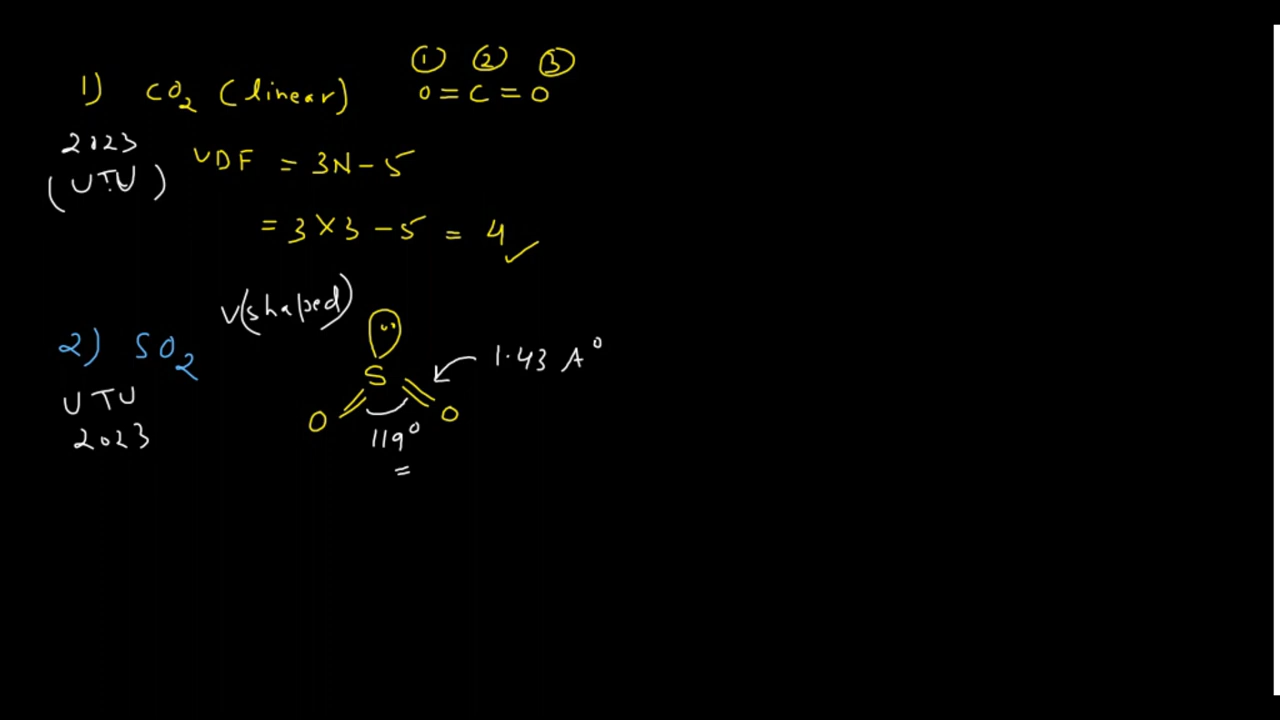 ① ② ③
1) CO2 (linear) O=C=O
2023
(UTU)
VDF = 3N-5
= 3×3-5 = 4✓
V(shaped)
2) SO2
UTU
2023
S
O O
119°
=
1.43 A°